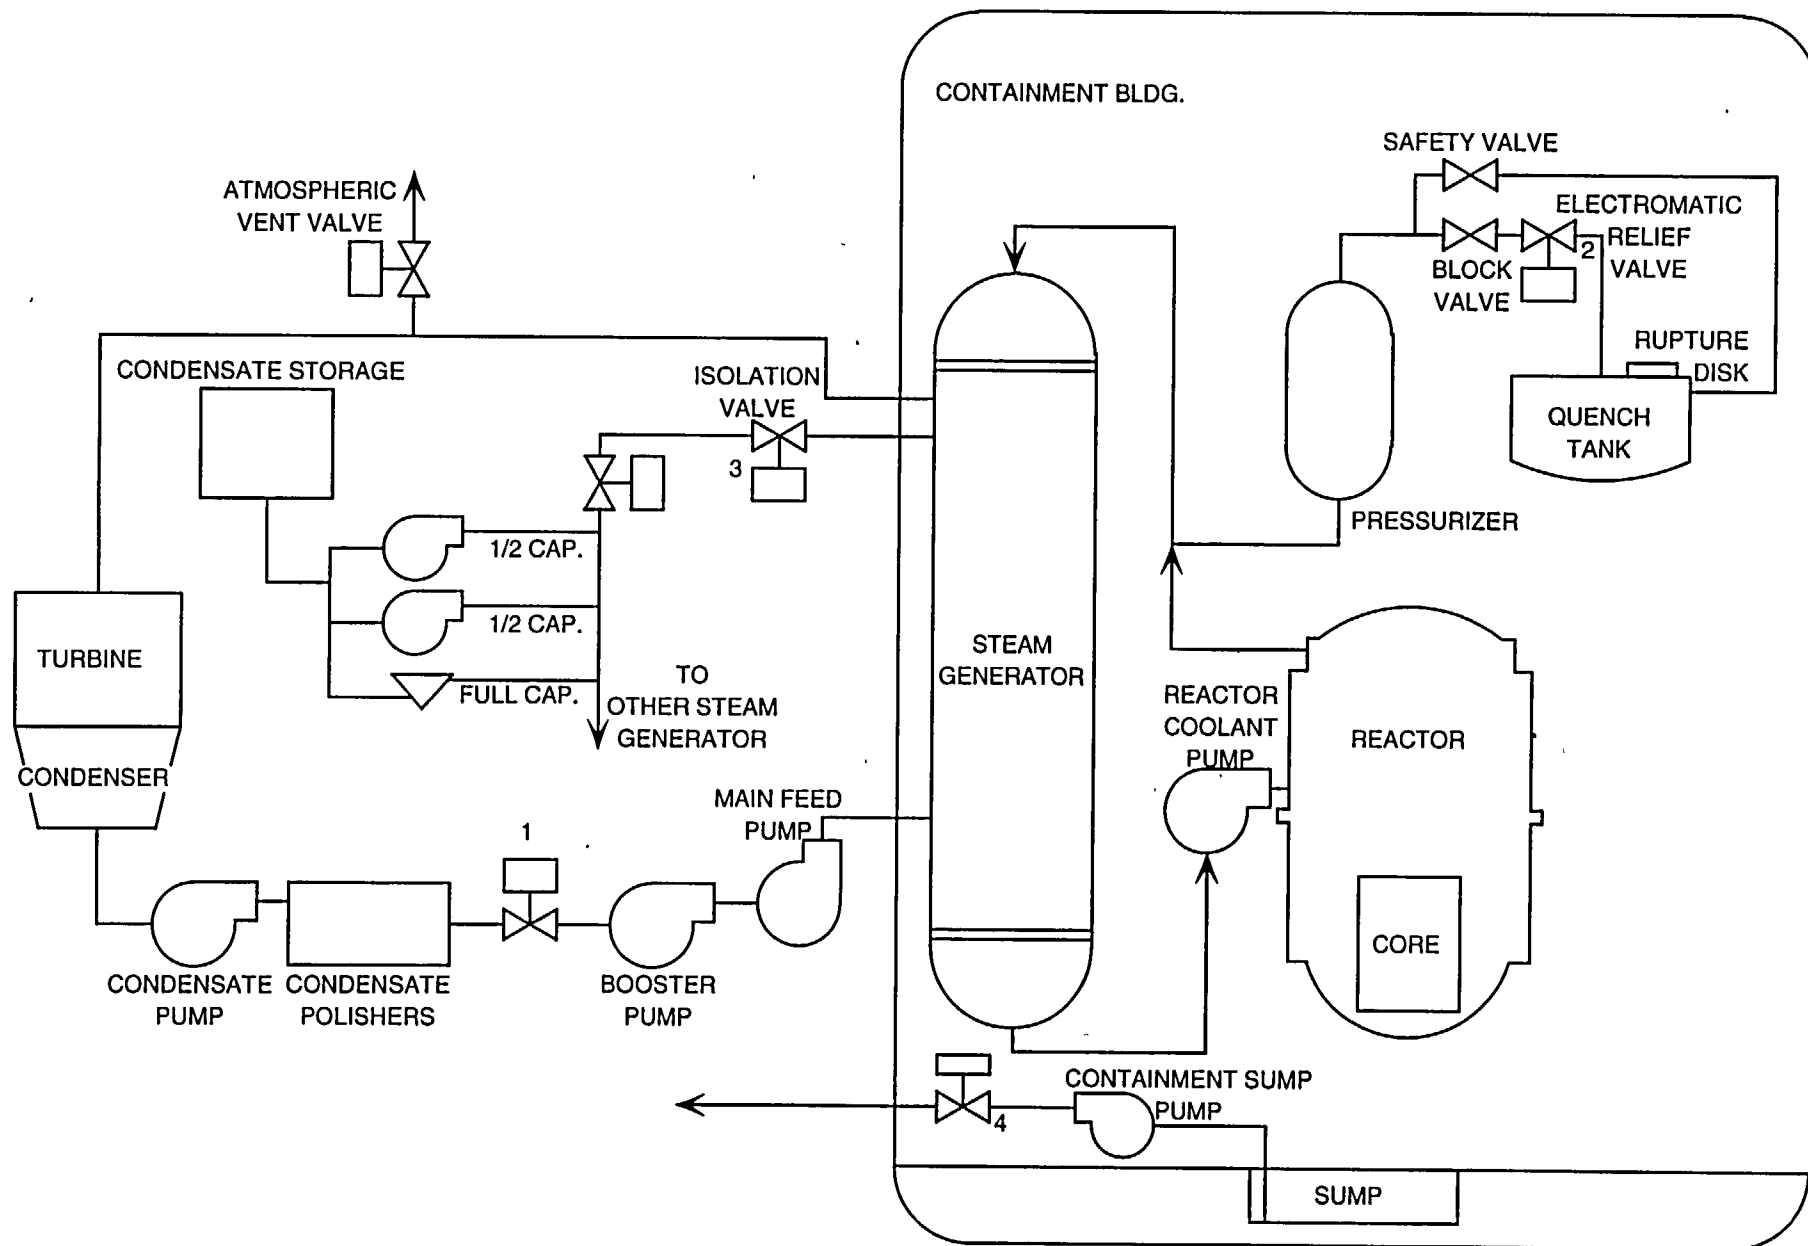 CONTAINMENT BLDG.
SAFETY VALVE
ATMOSPHERIC
VENT VALVE
ELECTROMATIC
RELIEF
VALVE
2
BLOCK
VALVE
RUPTURE
DISK
QUENCH
TANK
CONDENSATE STORAGE
ISOLATION
VALVE
3
PRESSURIZER
1/2 CAP.
1/2 CAP.
FULL CAP.
TO
OTHER STEAM
GENERATOR
TURBINE
CONDENSER
STEAM
GENERATOR
REACTOR
COOLANT
PUMP
REACTOR
CORE
MAIN FEED
PUMP
1
CONDENSATE
PUMP
CONDENSATE
POLISHERS
BOOSTER
PUMP
CONTAINMENT SUMP
PUMP
4
SUMP